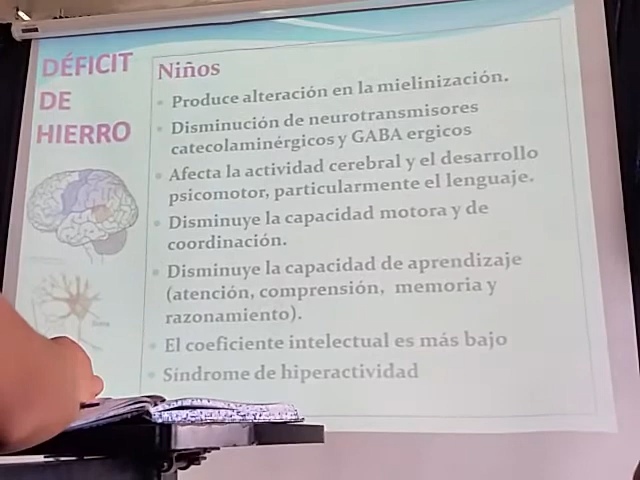 DÉFICIT
DE
HIERRO
Niños
Produce alteración en la mielinización.
Disminución de neurotransmisores
catecolaminérgicos y GABA ergicos
Afecta la actividad cerebral y el desarrollo
psicomotor, particularmente el lenguaje.
Disminuye la capacidad motora y de
coordinación.
Disminuye la capacidad de aprendizaje
(atención, comprensión, memoria y
razonamiento).
El coeficiente intelectual es más bajo
Síndrome de hiperactividad